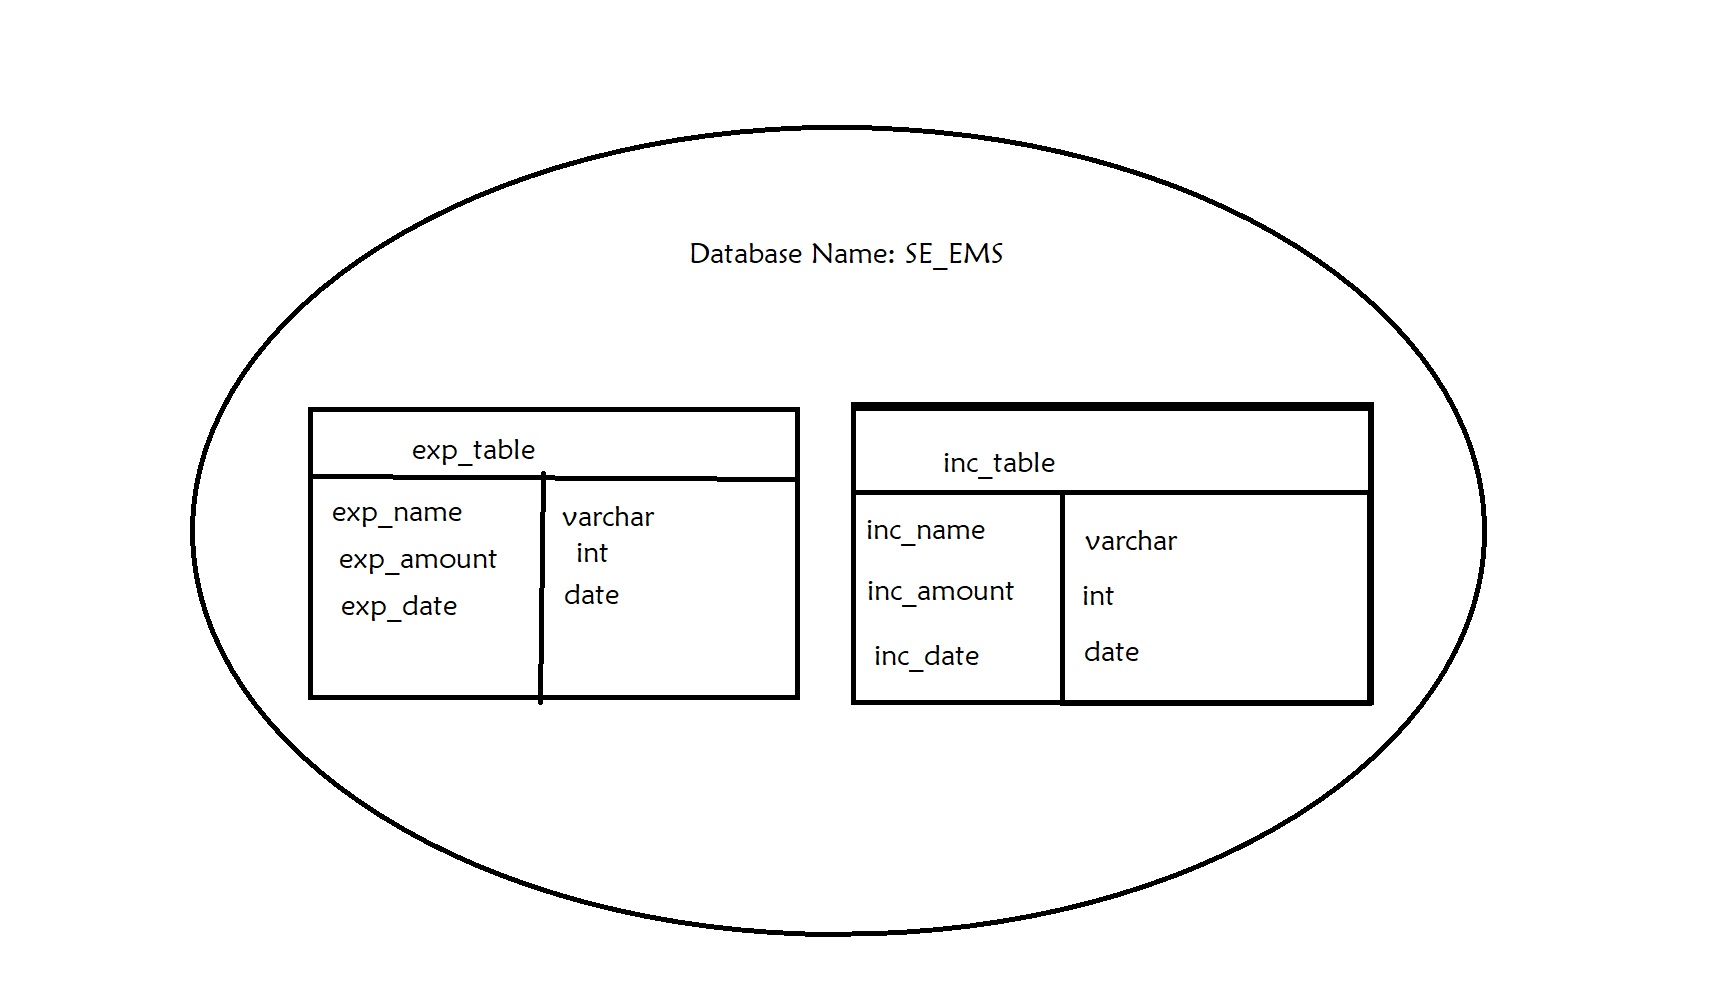 Database Name: SE_EMS
exp_table
exp_name varchar
exp_amount int
exp_date date
inc_table
inc_name varchar
inc_amount int
inc_date date